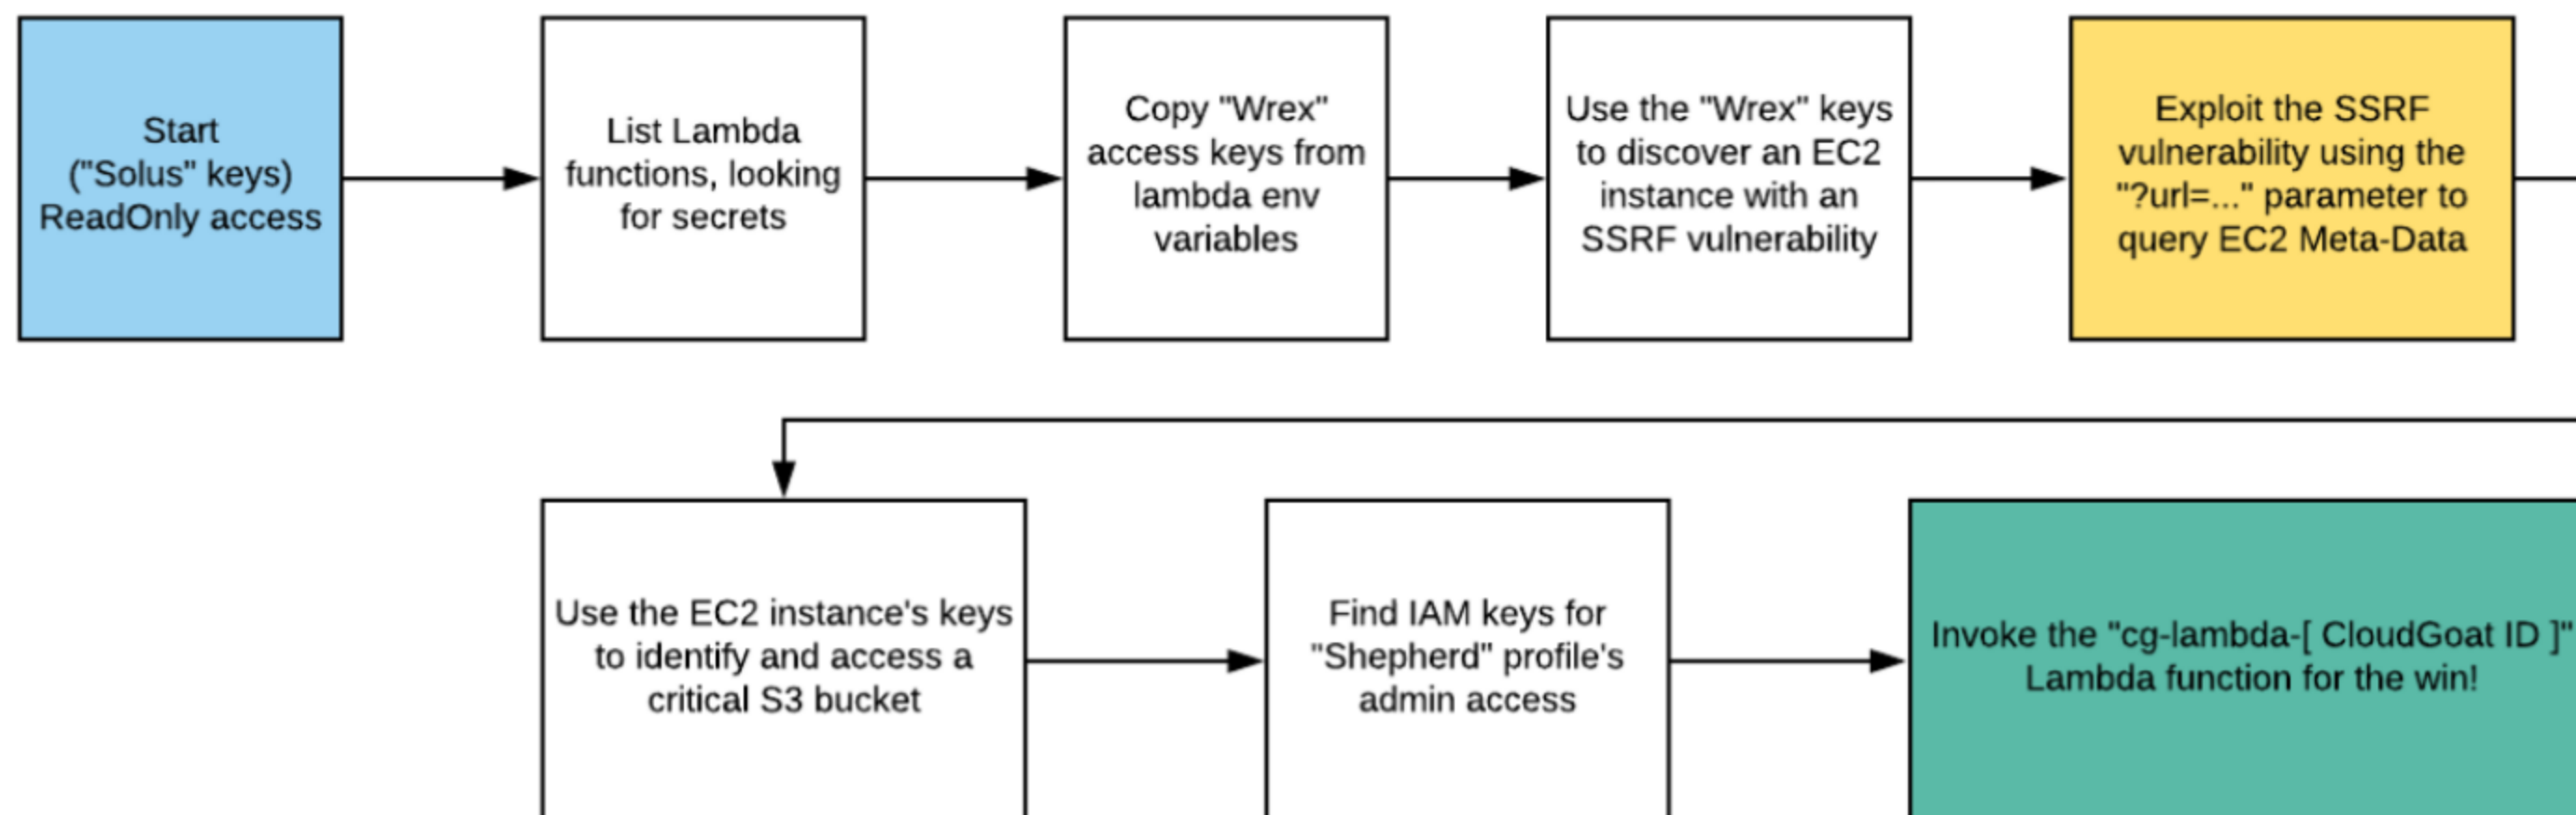 Start
("Solus" keys)
ReadOnly access
List Lambda
functions, looking
for secrets
Copy "Wrex"
access keys from
lambda env
variables
Use the "Wrex" keys
to discover an EC2
instance with an
SSRF vulnerability
Exploit the SSRF
vulnerability using the
"?url=..." parameter to
query EC2 Meta-Data
Use the EC2 instance's keys
to identify and access a
critical S3 bucket
Find IAM keys for
"Shepherd" profile's
admin access
Invoke the "cg-lambda-[ CloudGoat ID ]"
Lambda function for the win!